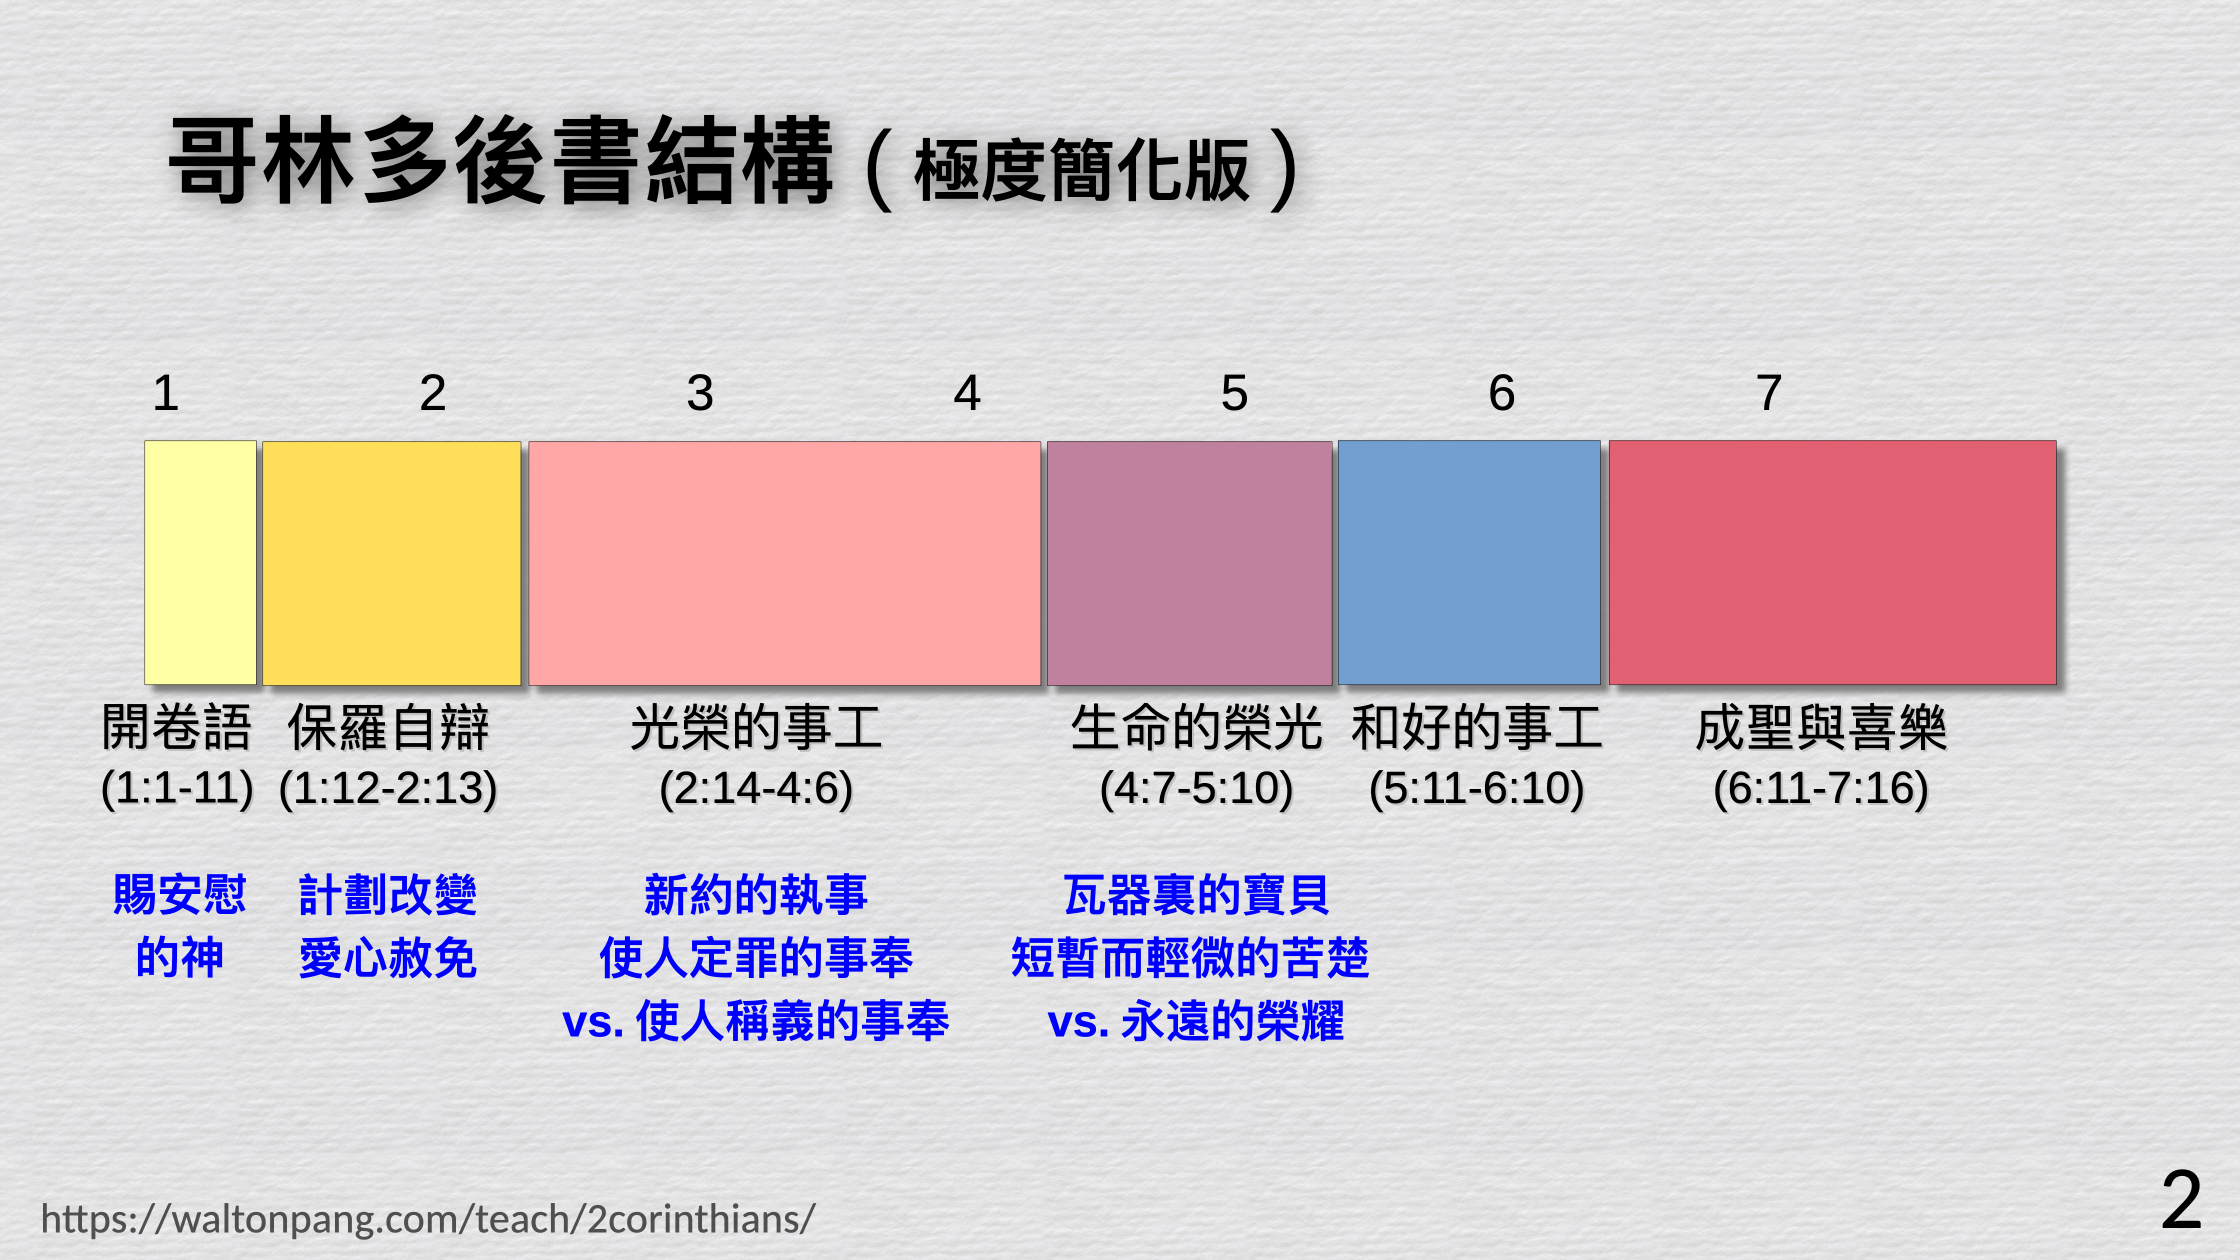 哥林多後書結構 ( 極度簡化版 )
1 2 3 4 5 6 7
開卷語 保羅自辯 光榮的事工 生命的榮光 和好的事工 成聖與喜樂
(1:1-11) (1:12-2:13) (2:14-4:6) (4:7-5:10) (5:11-6:10) (6:11-7:16)
賜安慰 計劃改變 新約的執事 瓦器裏的寶貝
的神 愛心赦免 使人定罪的事奉 短暫而輕微的苦楚
vs. 使人稱義的事奉 vs. 永遠的榮耀
https://waltonpang.com/teach/2corinthians/
2